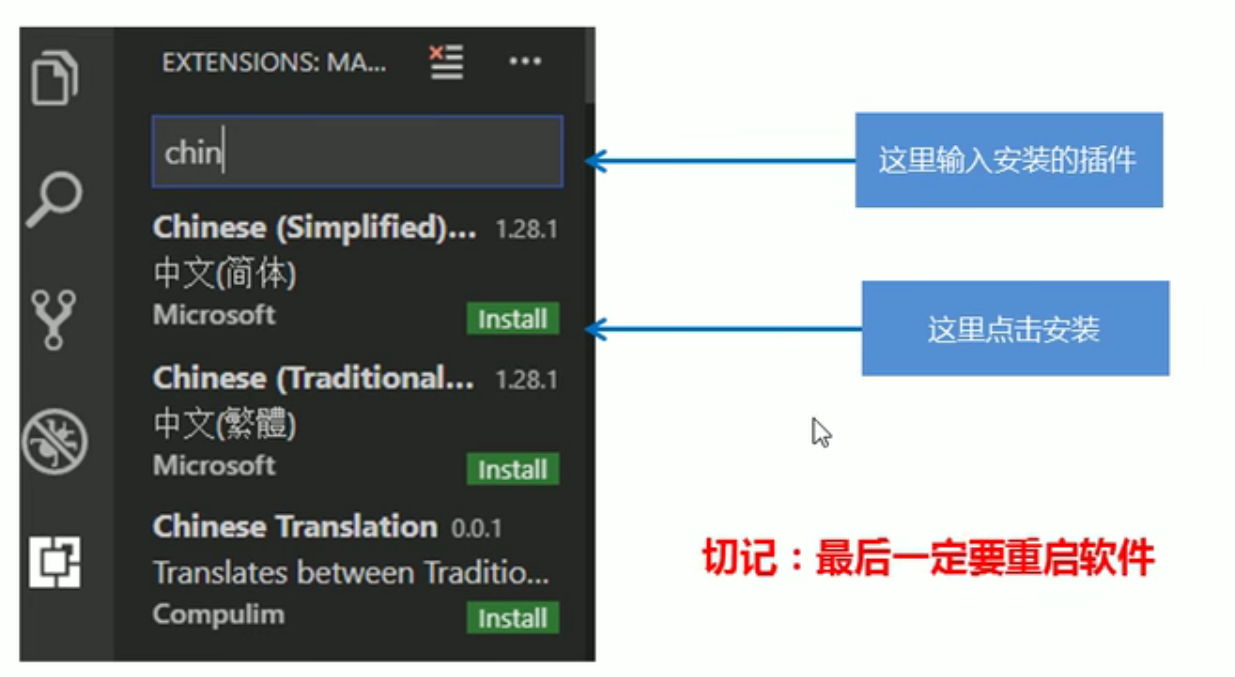 EXTENSIONS: MA...
chin
Chinese (Simplified)... 1.28.1
中文(简体)
Microsoft Install
Chinese (Traditional... 1.28.1
中文(繁體)
Microsoft Install
Chinese Translation 0.0.1
Translates between Traditio...
Compulim Install
这里输入安装的插件
这里点击安装
切记：最后一定要重启软件